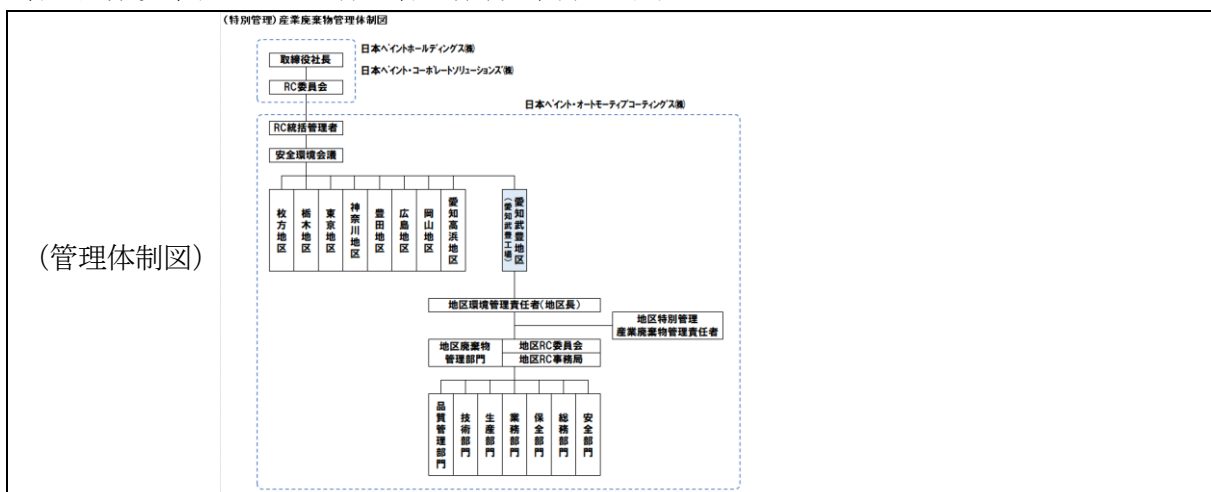 (特別管理)産業廃棄物管理体制図
日本ペイントホールディングス㈱
取締役社長
日本ペイント・コーポレートソリューションズ㈱
RC委員会
日本ペイント・オートモーティブコーティングス㈱
RC統括管理者
安全環境会議
枚方地区
栃木地区
東京地区
神奈川地区
豊田地区
広島地区
岡山地区
愛知高浜地区
愛知武豊地区
(愛知武豊工場)
(管理体制図)
地区環境管理責任者(地区長)
地区特別管理
産業廃棄物管理責任者
地区廃棄物
管理部門
地区RC委員会
地区RC事務局
品質管理部門
技術部門
生産部門
業務部門
保全部門
総務部門
安全部門